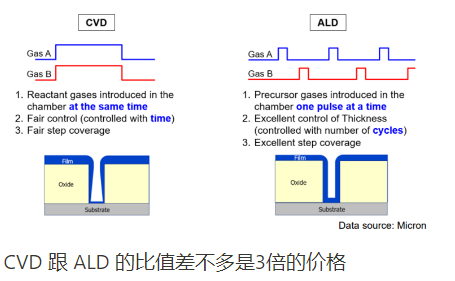 CVD
Gas A
Gas B
1. Reactant gases introduced in the
chamber at the same time
2. Fair control (controlled with time)
3. Fair step coverage
Film
Oxide
Substrate
ALD
Gas A
Gas B
1. Precursor gases introduced in the
chamber one pulse at a time
2. Excellent control of Thickness
(controlled with number of cycles)
3. Excellent step coverage
Film
Oxide
Substrate
Data source: Micron
CVD 跟 ALD 的比值差不多是3倍的价格